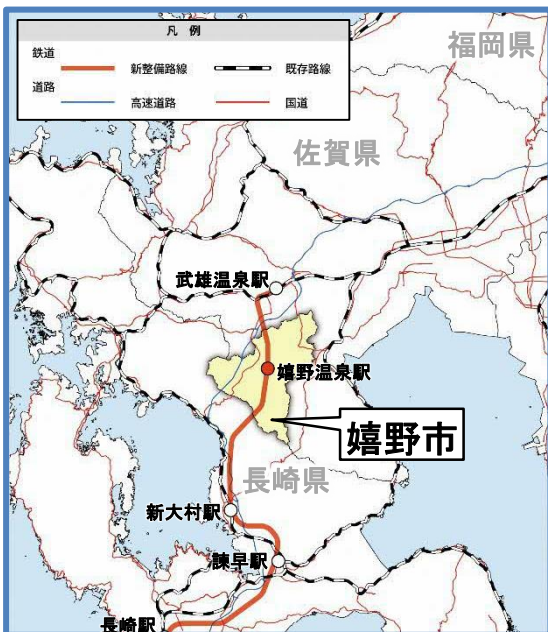 凡 例
鉄道
新整備路線
既存路線
道路
高速道路
国道
福岡県
佐賀県
武雄温泉駅
嬉野温泉駅
嬉野市
長崎県
新大村駅
諫早駅
長崎駅